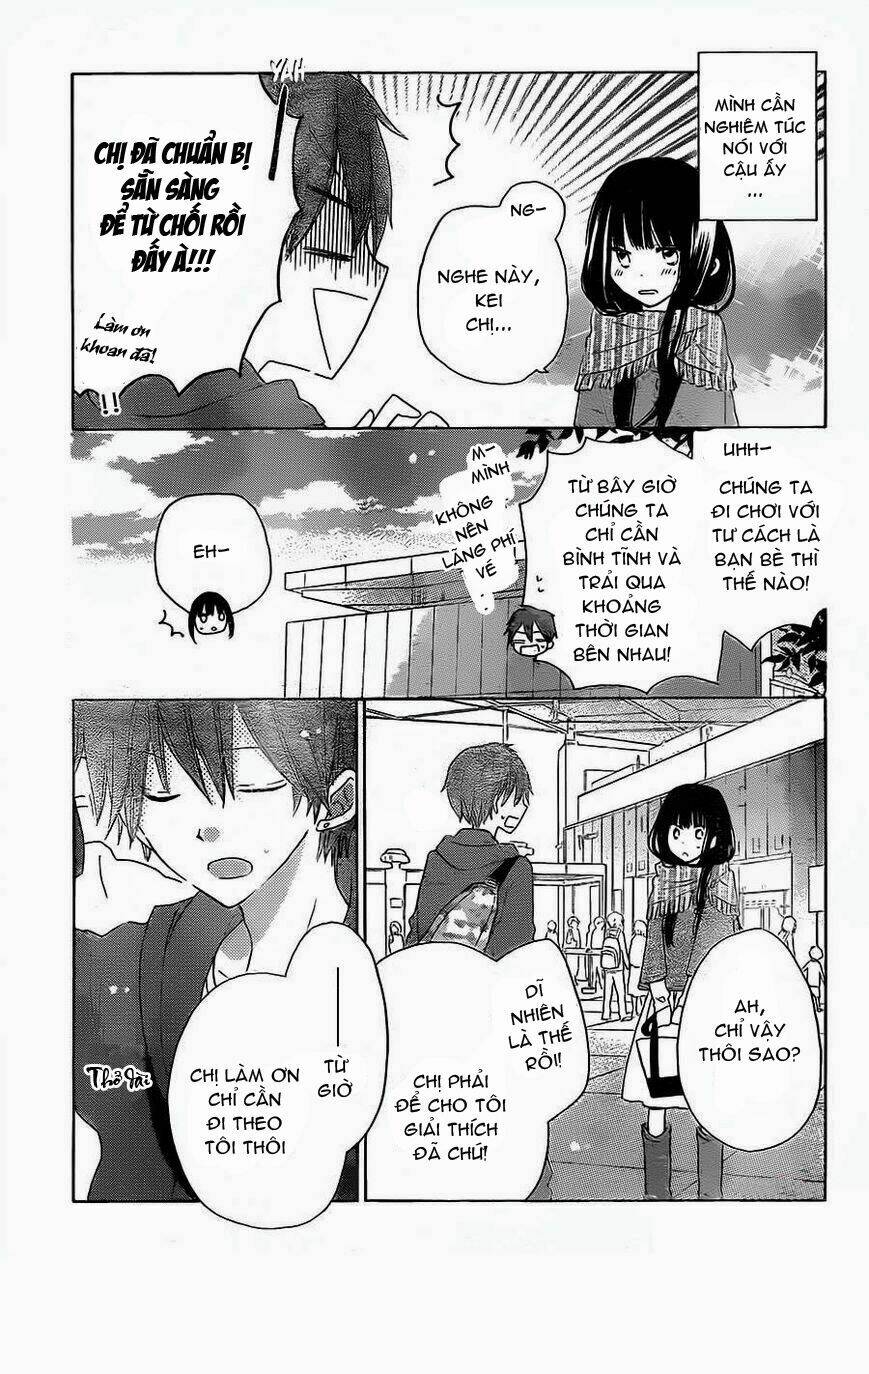 MÌNH CẦN
NGHIÊM TÚC
NÓI VỚI
CẬU ẤY
...
NG-
NGHE NÀY,
KEI
CHỊ...
YAH
CHỊ ĐÃ CHUẨN BỊ
SẴN SÀNG
ĐỂ TỪ CHỐI RỒI
ĐẤY À!!!
Làm ơn
khoan đã!
!!
UHH-
CHÚNG TA
ĐI CHƠI VỚI
TƯ CÁCH LÀ
BẠN BÈ THÌ
THẾ NÀO!
TỪ BÂY GIỜ
CHÚNG TA
CHỈ CẦN
BÌNH TĨNH VÀ
TRẢI QUA
KHOẢNG
THỜI GIAN
BÊN NHAU!
M-
MÌNH
KHÔNG
NÊN
LÃNG PHÍ
VÉ !
EH-
AH,
CHỈ VẬY
THÔI SAO?
DĨ
NHIÊN
LÀ THẾ
RỒI!
CHỊ PHẢI
ĐỂ CHO TÔI
GIẢI THÍCH
ĐÃ CHỨ!
—
TỪ
GIỜ
CHỊ LÀM ƠN
CHỈ CẦN
ĐI THEO
TÔI THÔI
Thở dài